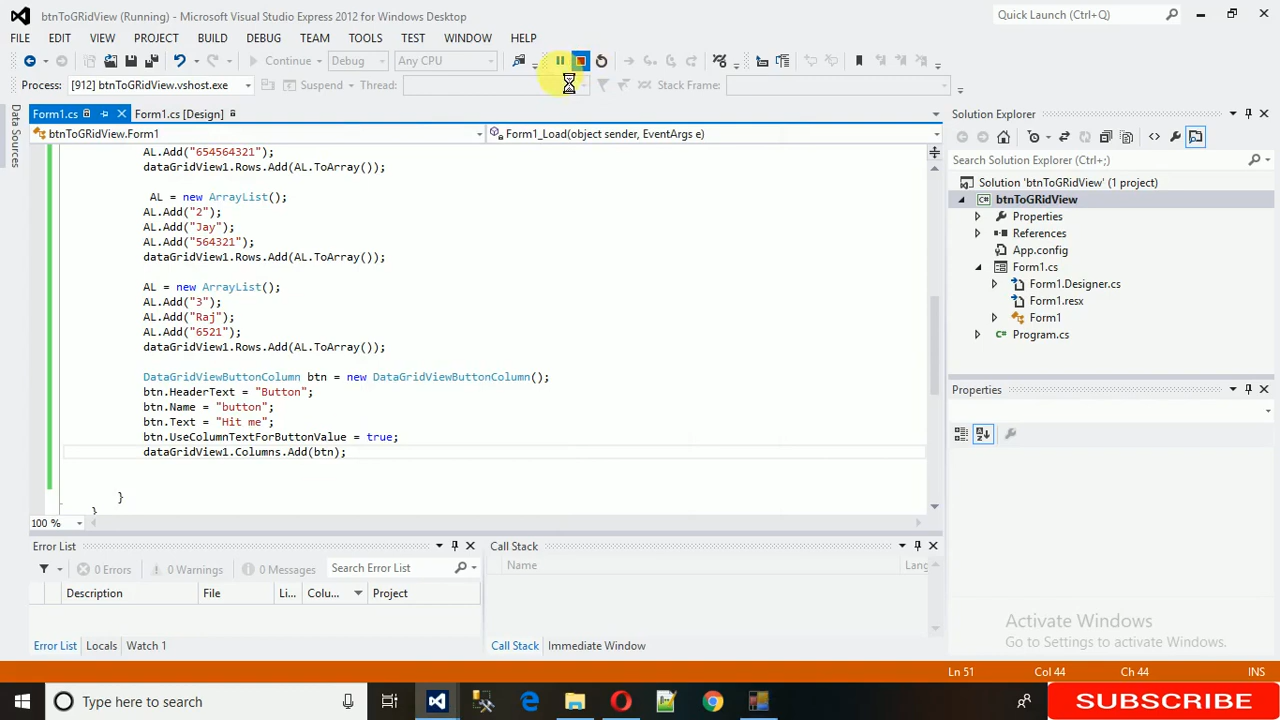 btnToGRidView (Running) - Microsoft Visual Studio Express 2012 for Windows Desktop
Quick Launch (Ctrl+Q)
FILE EDIT VIEW PROJECT BUILD DEBUG TEAM TOOLS TEST WINDOW HELP
Continue Debug Any CPU
Process: [912] btnToGRidView.vshost.exe Suspend Thread: Stack Frame:
Data Sources
Form1.cs Form1.cs [Design]
btnToGRidView.Form1 Form1_Load(object sender, EventArgs e)
AL.Add("654564321");
dataGridView1.Rows.Add(AL.ToArray());
AL = new ArrayList();
AL.Add("2");
AL.Add("Jay");
AL.Add("564321");
dataGridView1.Rows.Add(AL.ToArray());
AL = new ArrayList();
AL.Add("3");
AL.Add("Raj");
AL.Add("6521");
dataGridView1.Rows.Add(AL.ToArray());
DataGridViewButtonColumn btn = new DataGridViewButtonColumn();
btn.HeaderText = "Button";
btn.Name = "button";
btn.Text = "Hit me";
btn.UseColumnTextForButtonValue = true;
dataGridView1.Columns.Add(btn);
}
}
100 %
Solution Explorer
Search Solution Explorer (Ctrl+;)
Solution 'btnToGRidView' (1 project)
btnToGRidView
Properties
References
App.config
Form1.cs
Form1.Designer.cs
Form1.resx
Form1
Program.cs
Properties
Error List
0 Errors 0 Warnings 0 Messages Search Error List
Description File Li... Colu... Project
Error List Locals Watch 1
Call Stack
Name Lang
Call Stack Immediate Window
Activate Windows
Go to Settings to activate Windows.
Ln 51 Col 44 Ch 44 INS
Type here to search
SUBSCRIBE